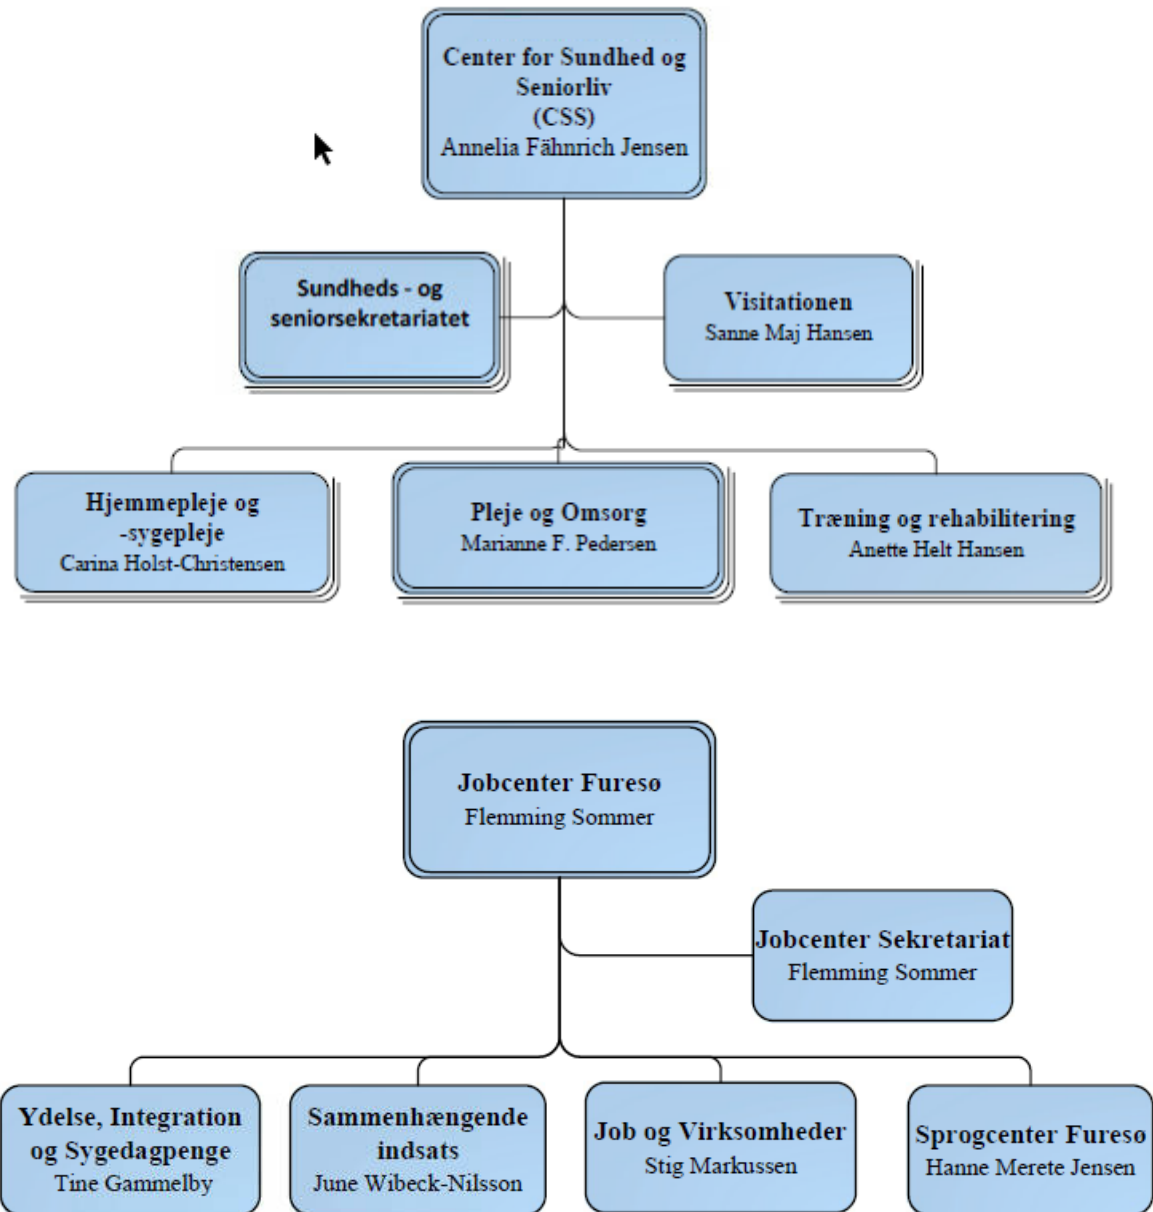 Center for Sundhed og
Seniorliv
(CSS)
Annelia Fähnrich Jensen
Sundheds - og
seniorsekretariatet
Visitationen
Sanne Maj Hansen
Hjemmepleje og
-sygepleje
Carina Holst-Christensen
Pleje og Omsorg
Marianne F. Pedersen
Træning og rehabilitering
Anette Helt Hansen
Jobcenter Furesø
Flemming Sommer
Jobcenter Sekretariat
Flemming Sommer
Ydelse, Integration
og Sygedagpenge
Tine Gammelby
Sammenhængende
indsats
June Wibeck-Nilsson
Job og Virksomheder
Stig Markussen
Sprogcenter Furesø
Hanne Merete Jensen